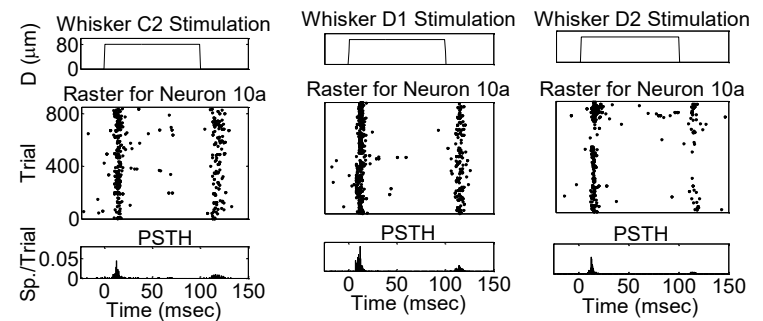 Whisker C2 Stimulation
Whisker D1 Stimulation
Whisker D2 Stimulation
D (μm)
80
0
Raster for Neuron 10a
Raster for Neuron 10a
Raster for Neuron 10a
Trial
800
400
0
PSTH
PSTH
PSTH
Sp./Trial
0.05
0
0 50 100 150
0 50 100 150
0 50 100 150
Time (msec)
Time (msec)
Time (msec)